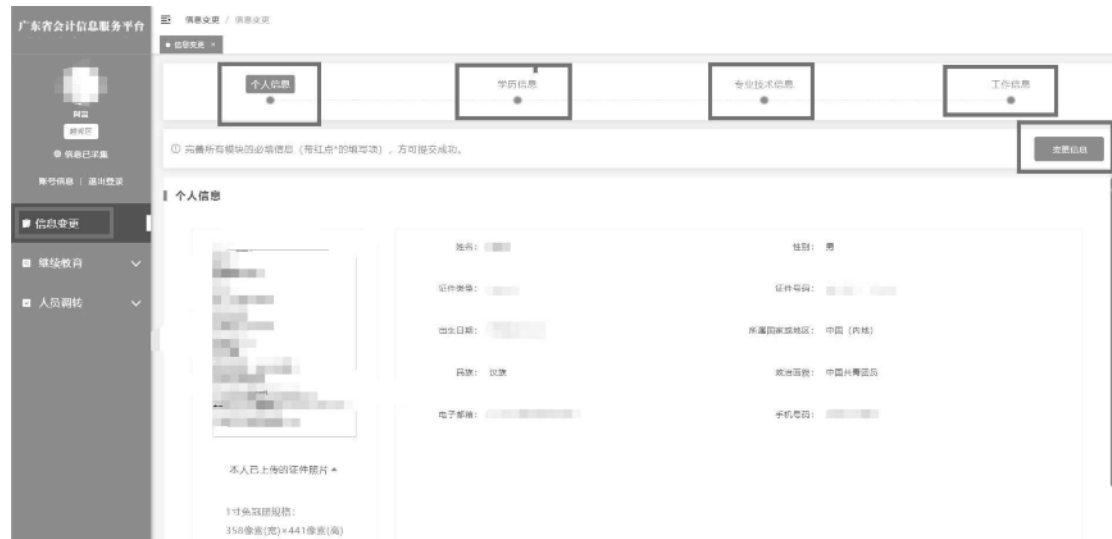 广东省会计信息服务平台
信息变更 / 信息变更
信息变更 ×
个人信息
学历信息
专业技术信息
工作信息
越秀区
信息已采集
账号信息 | 退出登录
完善所有模块的必填信息(带红点*的填写项),方可提交成功。
变更信息
个人信息
信息变更
继续教育
人员调转
姓名:
性别: 男
证件类型:
证件号码:
出生日期:
所属国家或地区: 中国 (内地)
民族: 汉族
政治面貌: 中国共青团员
电子邮箱:
手机号码:
本人已上传的证件照片
1寸免冠照规格:
358像素(宽)×441像素(高)